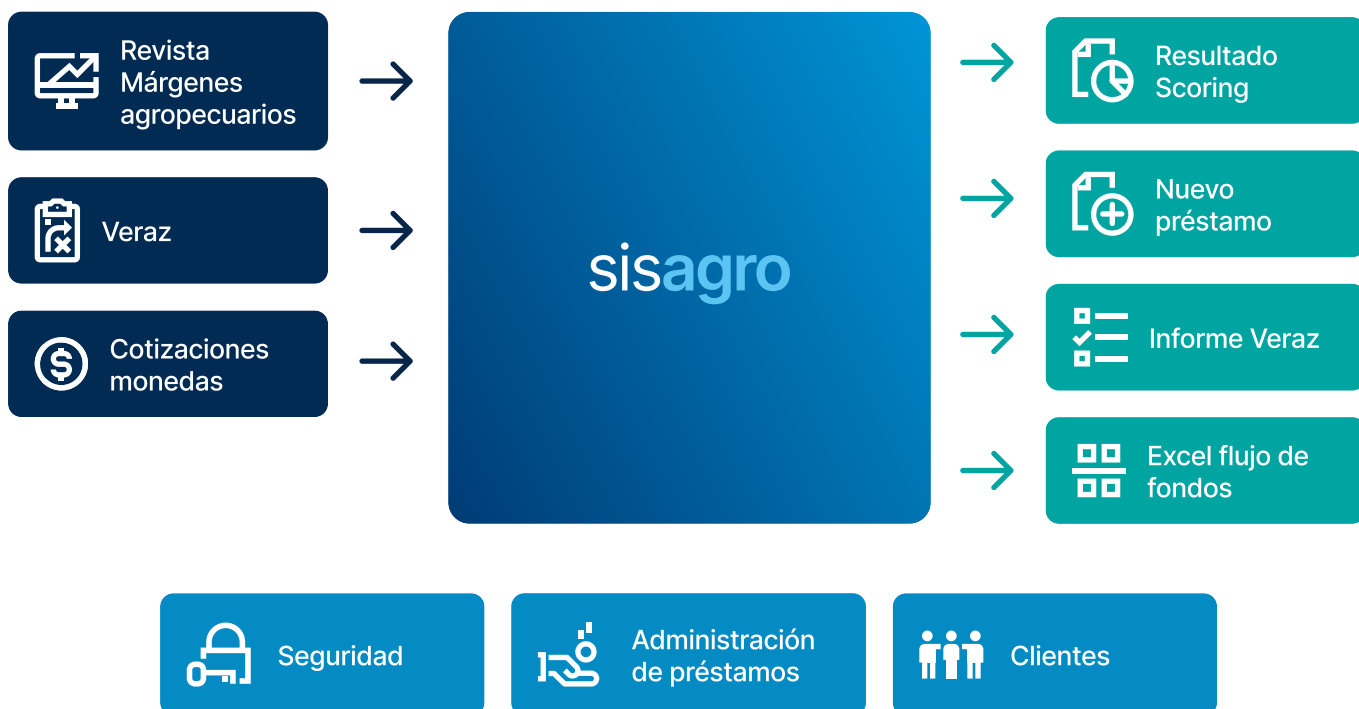 Revista
Márgenes
agropecuarios
Veraz
Cotizaciones
monedas
sisagro
Resultado
Scoring
Nuevo
préstamo
Informe Veraz
Excel flujo de
fondos
Seguridad
Administración
de préstamos
Clientes